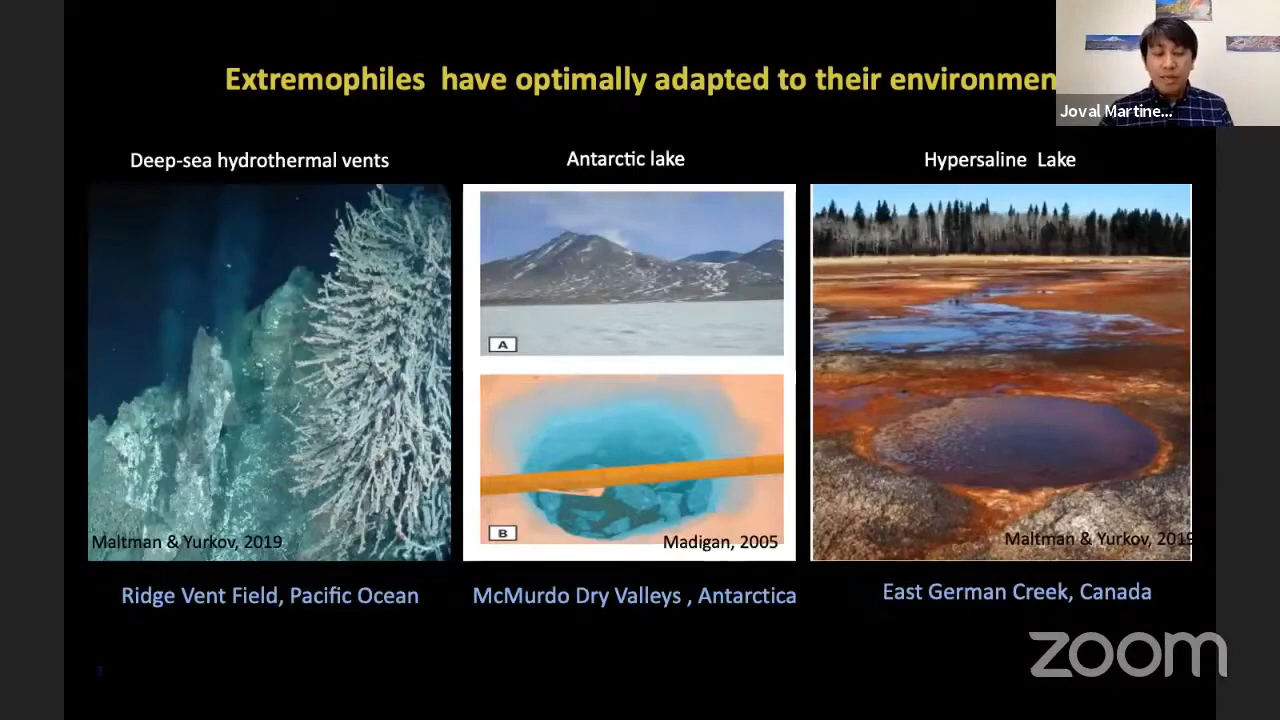 Extremophiles have optimally adapted to their environmen
Joval Martine...
Deep-sea hydrothermal vents
Antarctic lake
Hypersaline Lake
A
B
Maltman & Yurkov, 2019
Madigan, 2005
Maltman & Yurkov, 2019
Ridge Vent Field, Pacific Ocean
McMurdo Dry Valleys , Antarctica
East German Creek, Canada
zoom